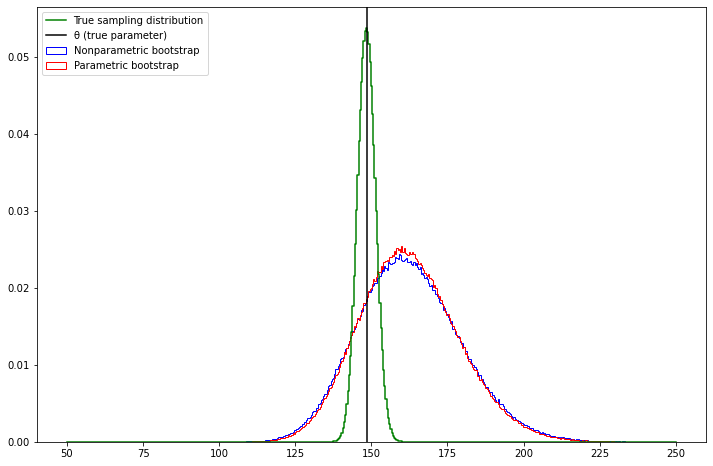 True sampling distribution
θ (true parameter)
Nonparametric bootstrap
Parametric bootstrap
0.05
0.04
0.03
0.02
0.01
0.00
50 75 100 125 150 175 200 225 250